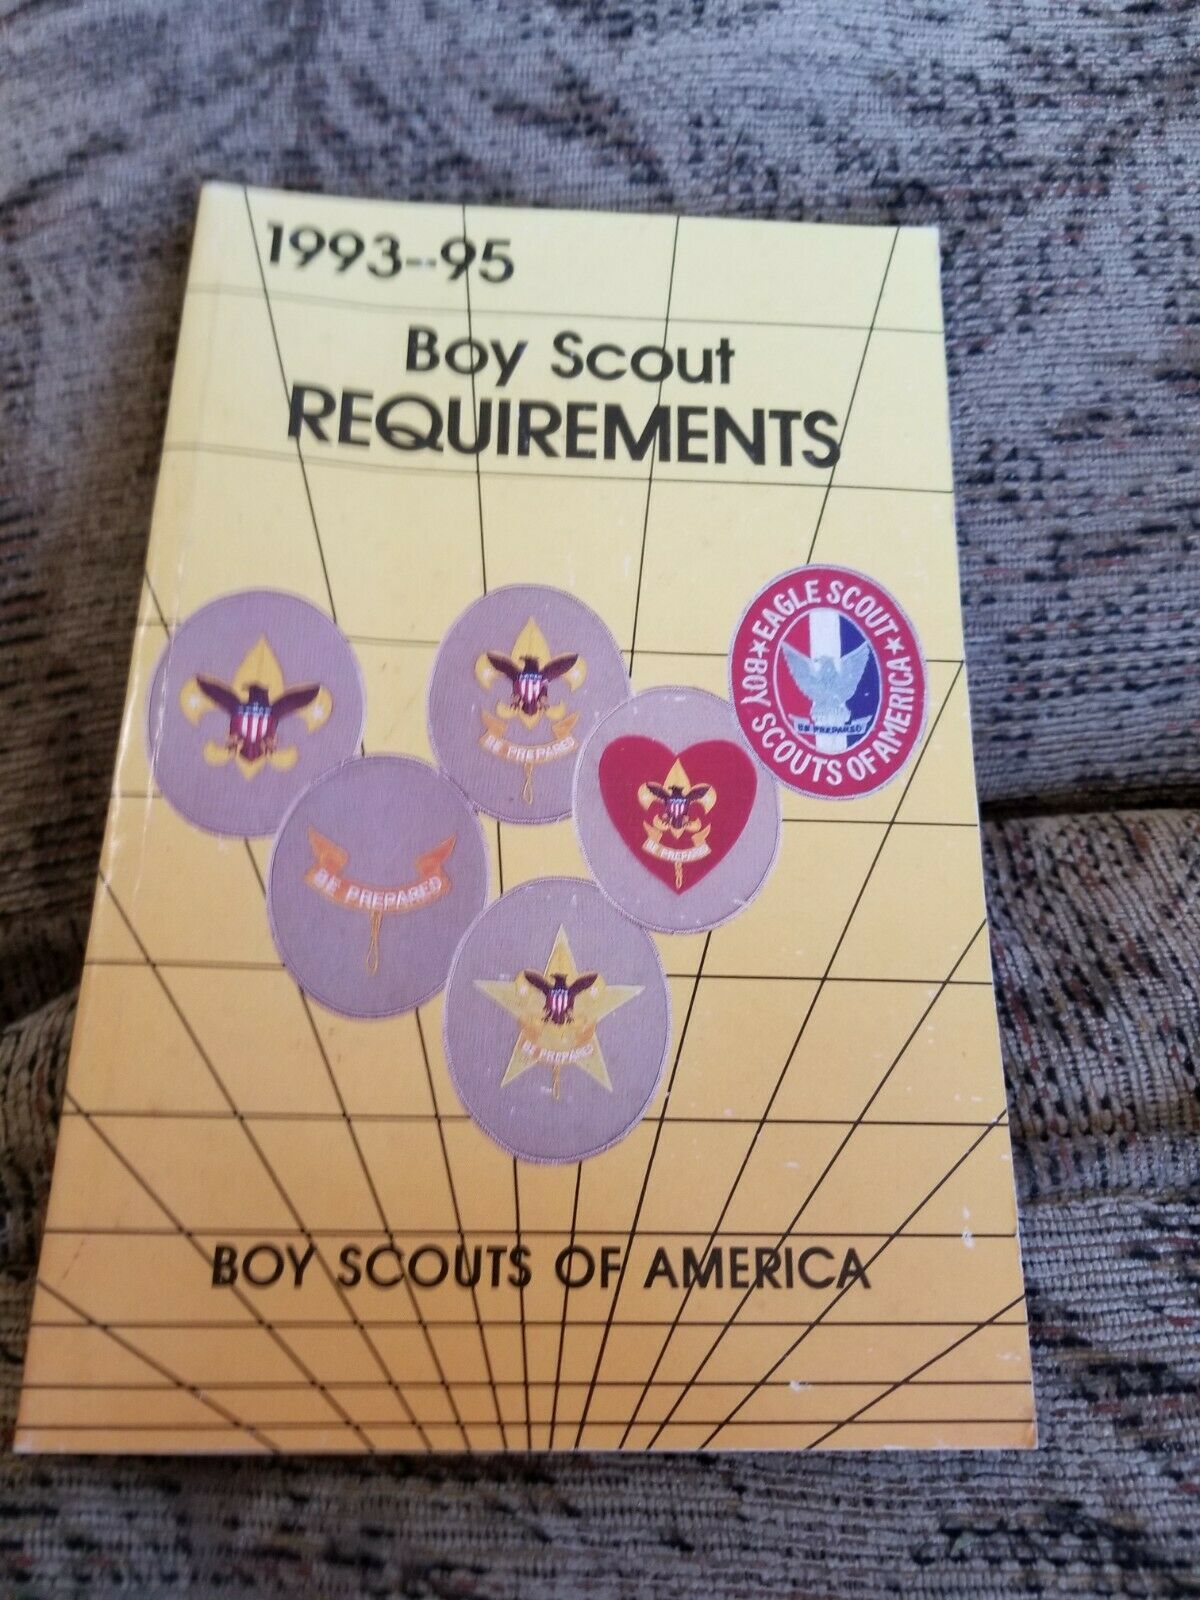 1993--95
Boy Scout
REQUIREMENTS
BE PREPARED
★ EAGLE SCOUT ★
BOY SCOUTS OF AMERICA
BE PREPARED
BE PREPARED
BE PREPARED
BE PREPARED
BOY SCOUTS OF AMERICA